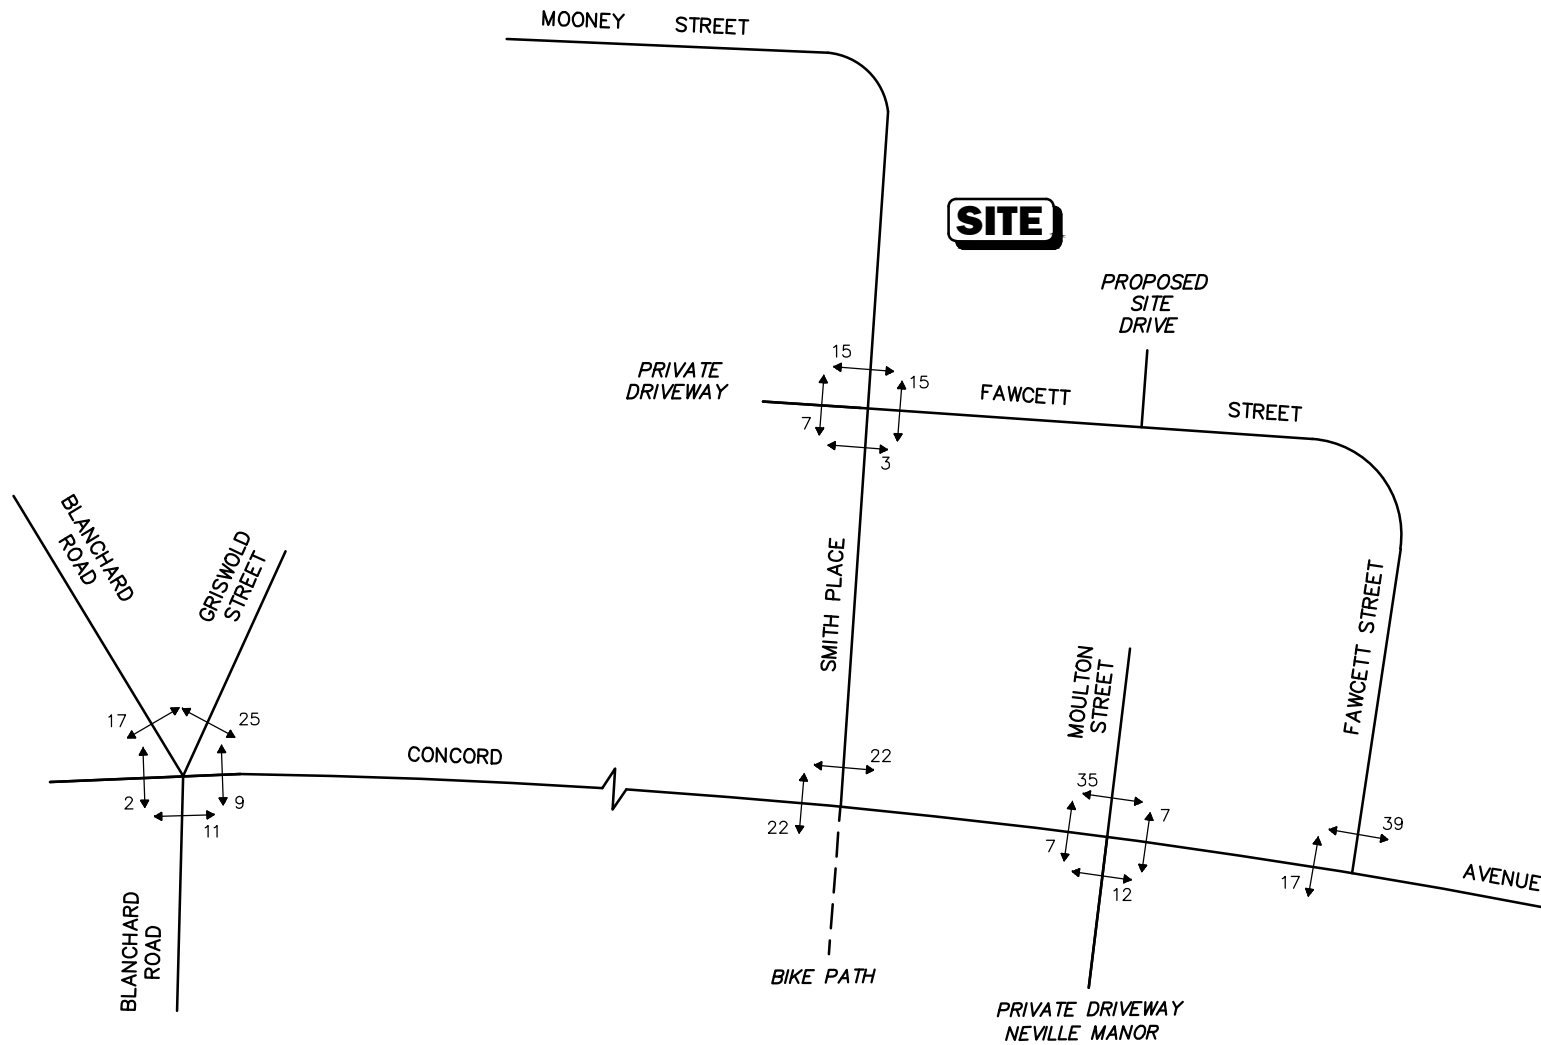 MOONEY STREET
SITE
PROPOSED
SITE
DRIVE
15
PRIVATE
DRIVEWAY
15
FAWCETT STREET
7
3
BLANCHARD
ROAD
GRISWOLD
STREET
SMITH PLACE
MOULTON
STREET
FAWCETT STREET
17
25
CONCORD
22
2
9
11
22
35
7
7
12
39
17
AVENUE
BLANCHARD
ROAD
BIKE PATH
PRIVATE DRIVEWAY
NEVILLE MANOR